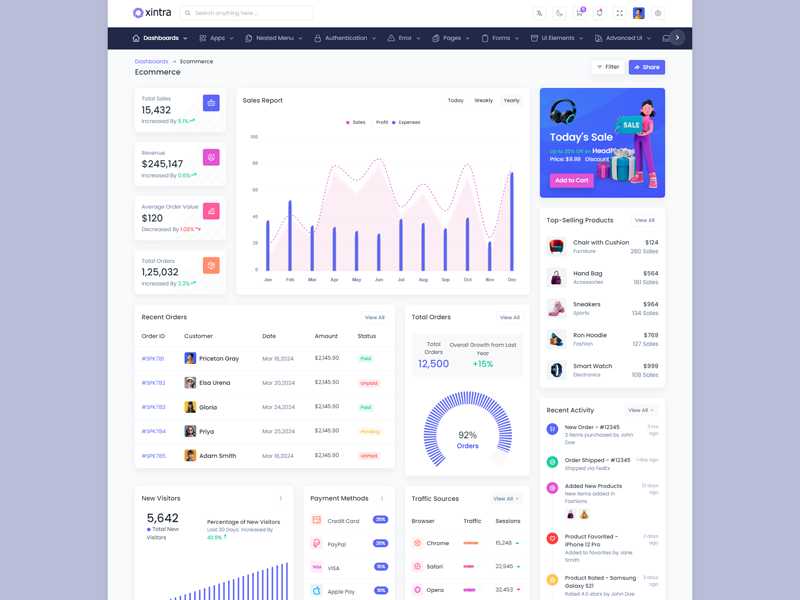 xintra
Search anything here ...
5
Dashboards
Apps
Nested Menu
Authentication
Error
Pages
Forms
Ui Elements
Advanced UI
Dashboards → Ecommerce
Ecommerce
Filter
Share
Total Sales
15,432
Increased By 5.1%
Revenue
$245,147
Increased By 0.6%
Average Order Value
$120
Decreased By 1.08%
Total Orders
1,25,032
Increased By 2.3%
Sales Report
Today
Weakly
Yearly
Sales
Profit
Expenses
100
80
60
40
20
0
Jan
Feb
Mar
Apr
May
Jun
Jul
Aug
Sep
Oct
Nov
Dec
SALE
Today's Sale
Up to 20% Off on HeadP
Price: $9.99 Discount
Add to Cart
Top-Selling Products
View All
Chair with Cushion $124
Furniture 260 Sales
Hand Bag $564
Accessories 181 Sales
Sneakers $964
Sports 134 Sales
Ron Hoodie $769
Fashion 127 Sales
Smart Watch $999
Electronics 108 Sales
Recent Orders
View All
Order ID Customer Date Amount Status
#SPK781 Priceton Gray Mar 16,2024 $2,145.90 Paid
#SPK782 Elsa Urena Mar 20,2024 $2,145.90 Unpaid
#SPK783 Gloria Mar 24,2024 $2,145.90 Paid
#SPK784 Priya Mar 25,2024 $2,145.90 Pending
#SPK785 Adam Smith Mar 18,2024 $2,145.90 UnPaid
Total Orders
View All
Total Orders
12,500
Overall Growth from Last
Year
+15%
92%
Orders
Recent Activity
View All
New Order - #12345 3 hrs
2 items purchased by John ago
Doe
Order Shipped - #12345 1 day ago
Shipped via FedEx
Added New Products 12 days
New items added in ago
Fashions
Product Favorited - 2 days
iPhone 12 Pro ago
Added to favorites by Jane
Smith
Product Rated - Samsung 3 days
Galaxy S21 ago
Rated 4.5 stars by John Doe
New Visitors
5,642
Total New
Visitors
Percentage of New Visitors
Last 30 Days: Increased By
42.6%
Payment Methods
Credit Card 25%
PayPal 20%
VISA VISA 15%
Apple Pay 10%
Traffic Sources
View All
Browser Traffic Sessions
Chrome 15,248
Safari 22,945
Opera 32,453